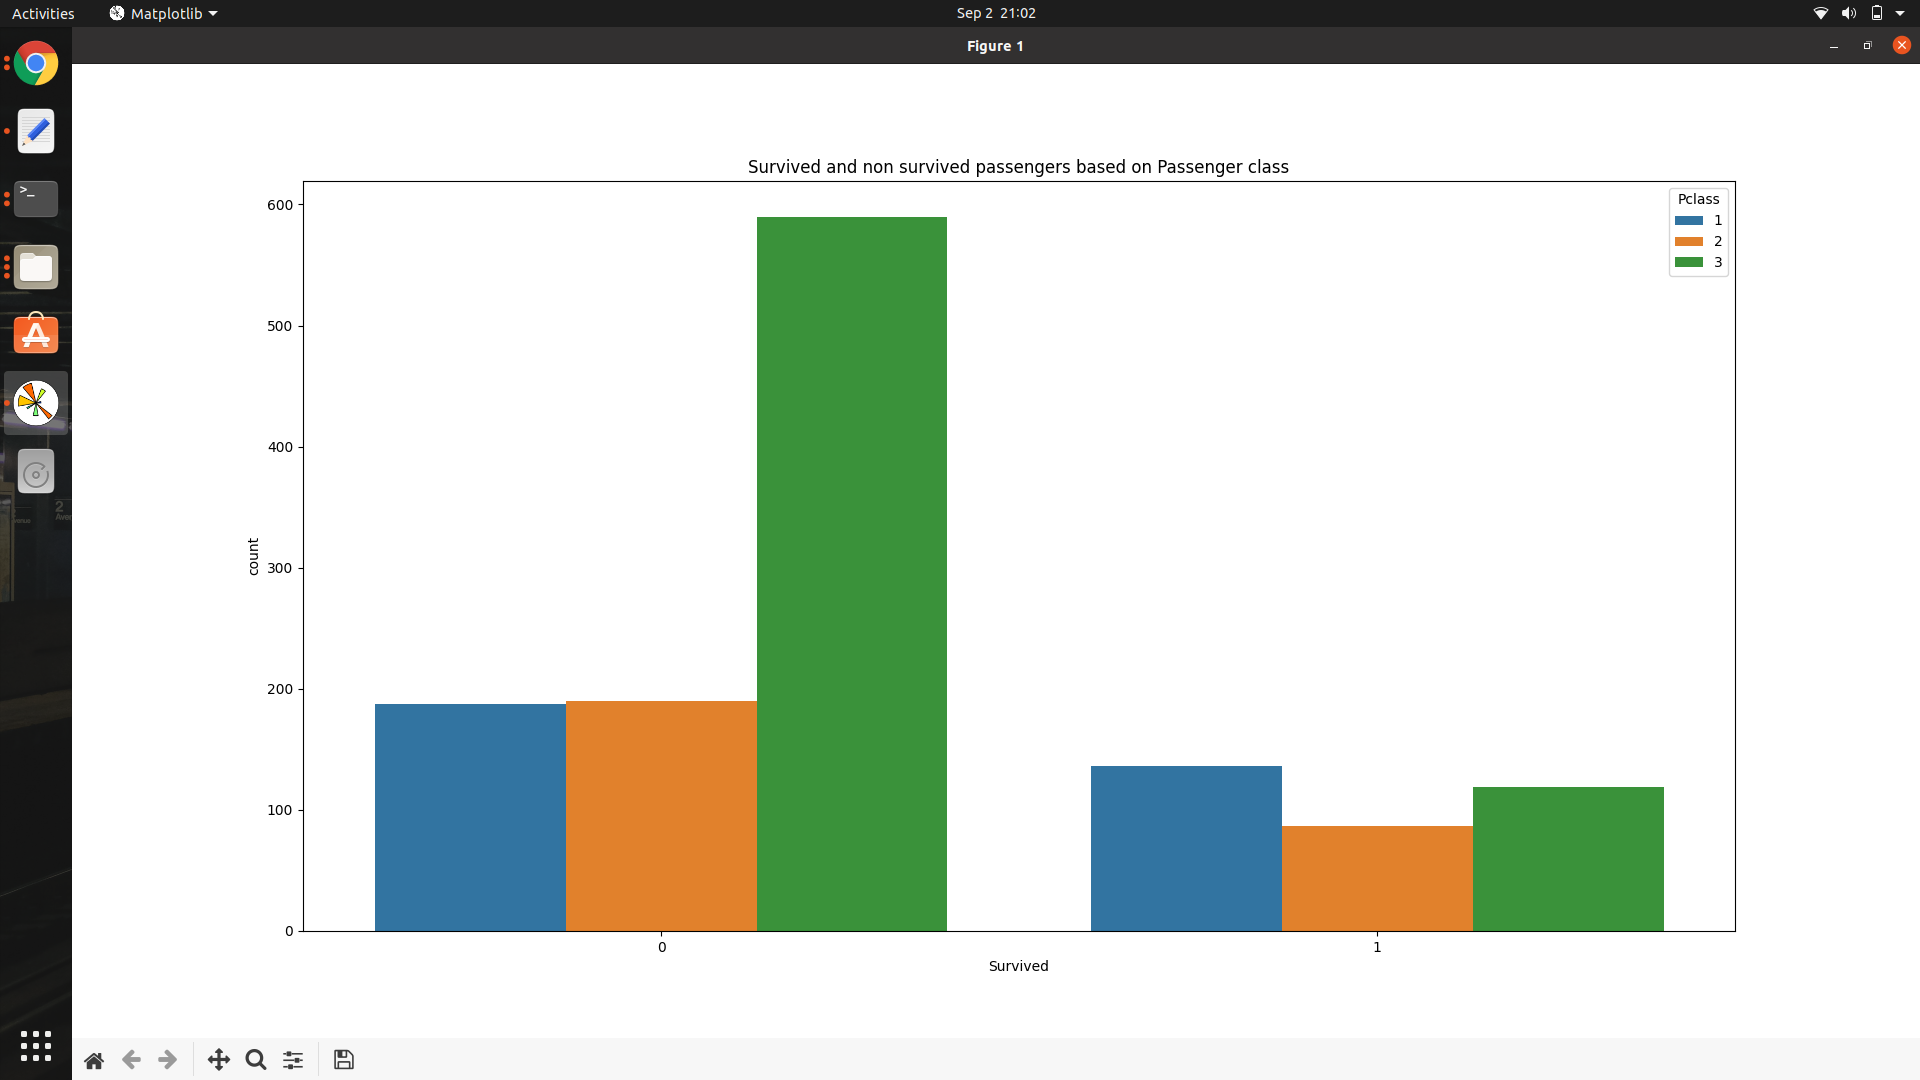 Activities Matplotlib Sep 2 21:02
Figure 1
>_
Survived and non survived passengers based on Passenger class
Pclass
1
2
3
600
500
400
300
200
100
0
count
0 1
Survived
2